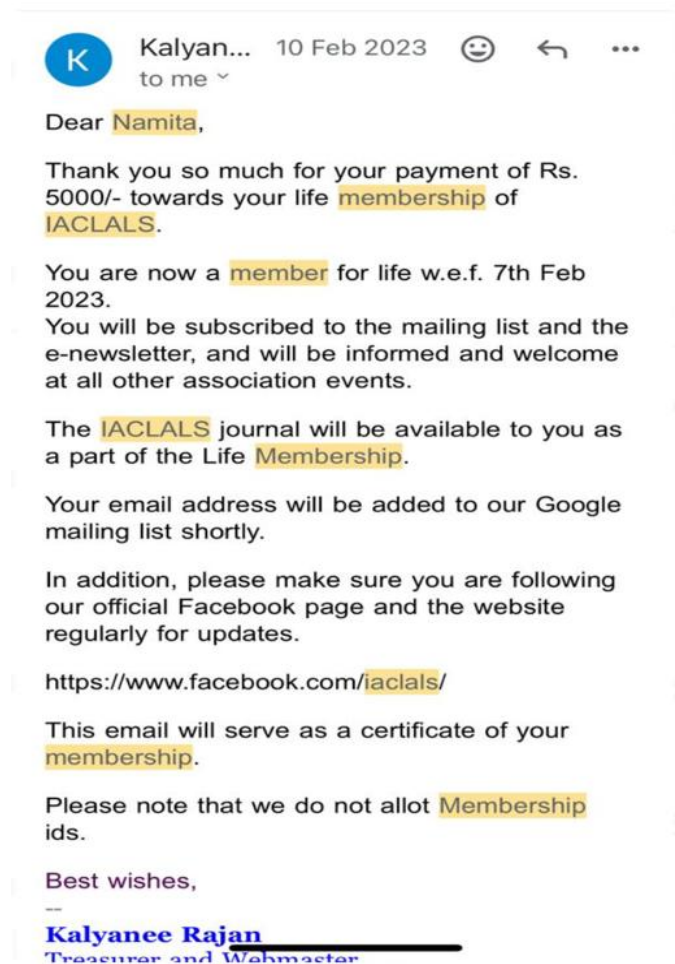 K
Kalyan... 10 Feb 2023
to me
Dear Namita,
Thank you so much for your payment of Rs.
5000/- towards your life membership of
IACLALS.
You are now a member for life w.e.f. 7th Feb
2023.
You will be subscribed to the mailing list and the
e-newsletter, and will be informed and welcome
at all other association events.
The IACLALS journal will be available to you as
a part of the Life Membership.
Your email address will be added to our Google
mailing list shortly.
In addition, please make sure you are following
our official Facebook page and the website
regularly for updates.
https://www.facebook.com/iaclals/
This email will serve as a certificate of your
membership.
Please note that we do not allot Membership
ids.
Best wishes,
--
Kalyanee Rajan
Treasurer and Webmaster